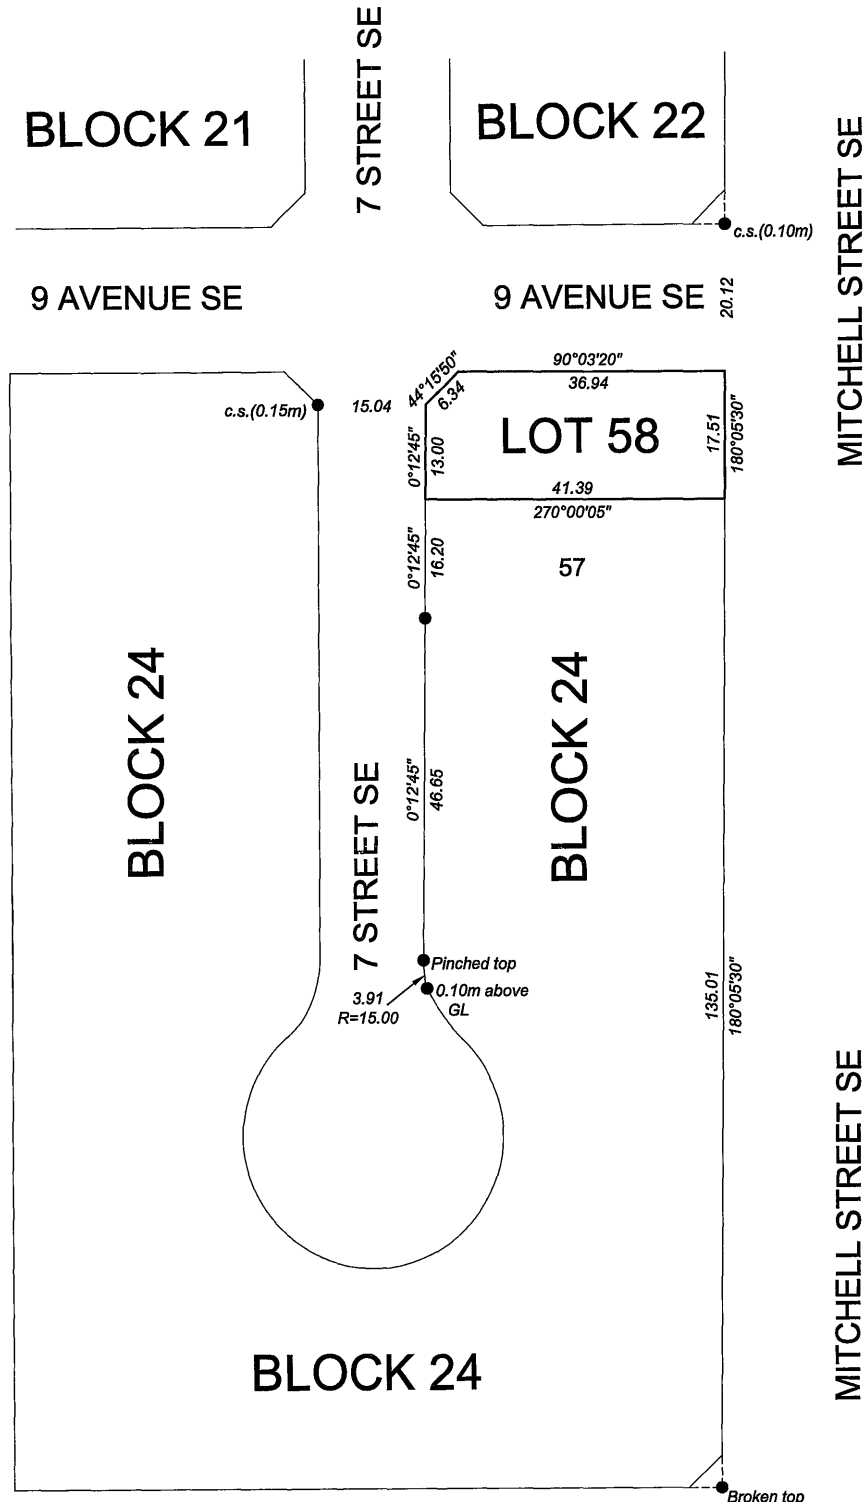 7 STREET SE
BLOCK 21
BLOCK 22
MITCHELL STREET SE
c.s.(0.10m)
9 AVENUE SE
9 AVENUE SE
20.12
90°03'20"
44°15'50"
36.94
6.34
c.s.(0.15m)
15.04
LOT 58
17.51
180°05'30"
0°12'45"
13.00
41.39
270°00'05"
0°12'45"
16.20
57
BLOCK 24
BLOCK 24
0°12'45"
46.65
7 STREET SE
Pinched top
3.91
R=15.00
0.10m above
GL
135.01
180°05'30"
MITCHELL STREET SE
BLOCK 24
Broken top